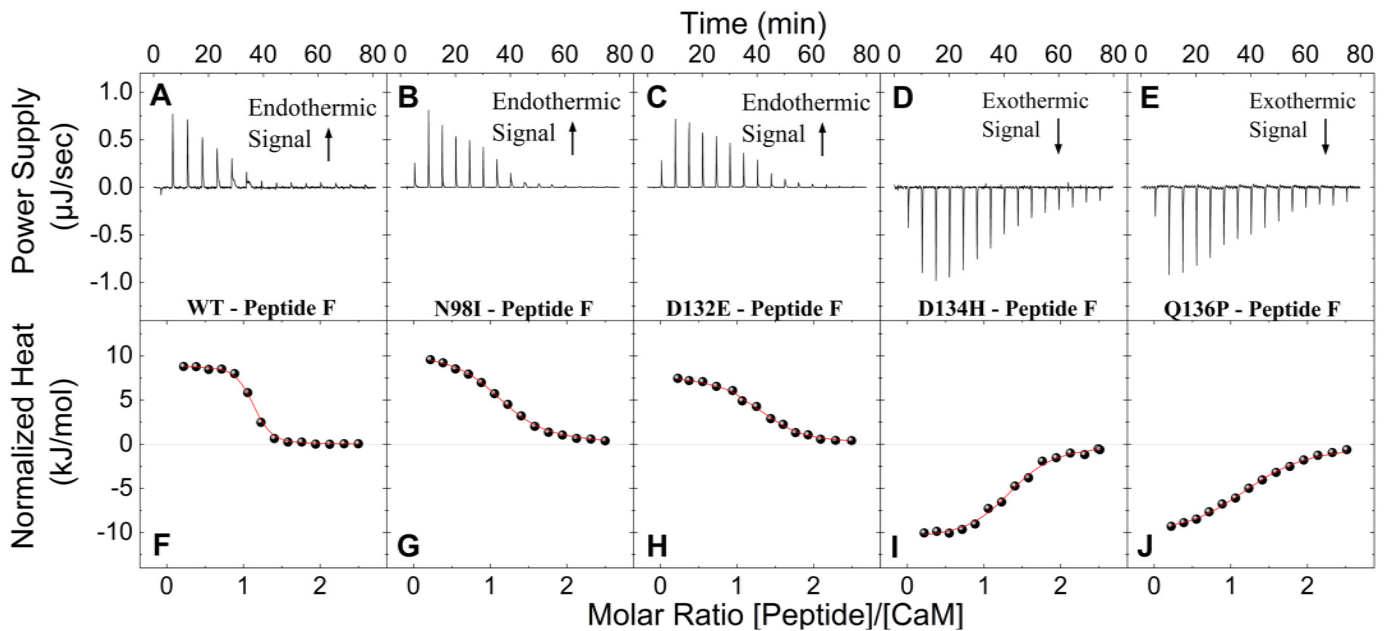 Time (min)
0 20 40 60 80 0 20 40 60 80 0 20 40 60 80 0 20 40 60 80 0 20 40 60 80
Power Supply
(µJ/sec)
1.0
0.5
0.0
-0.5
-1.0
A
Endothermic
Signal
WT - Peptide F
B
Endothermic
Signal
N98I - Peptide F
C
Endothermic
Signal
D132E - Peptide F
D
Exothermic
Signal
D134H - Peptide F
E
Exothermic
Signal
Q136P - Peptide F
Normalized Heat
(kJ/mol)
10
5
0
-5
-10
F
G
H
I
J
0 1 2 0 1 2 0 1 2 0 1 2 0 1 2
Molar Ratio [Peptide]/[CaM]